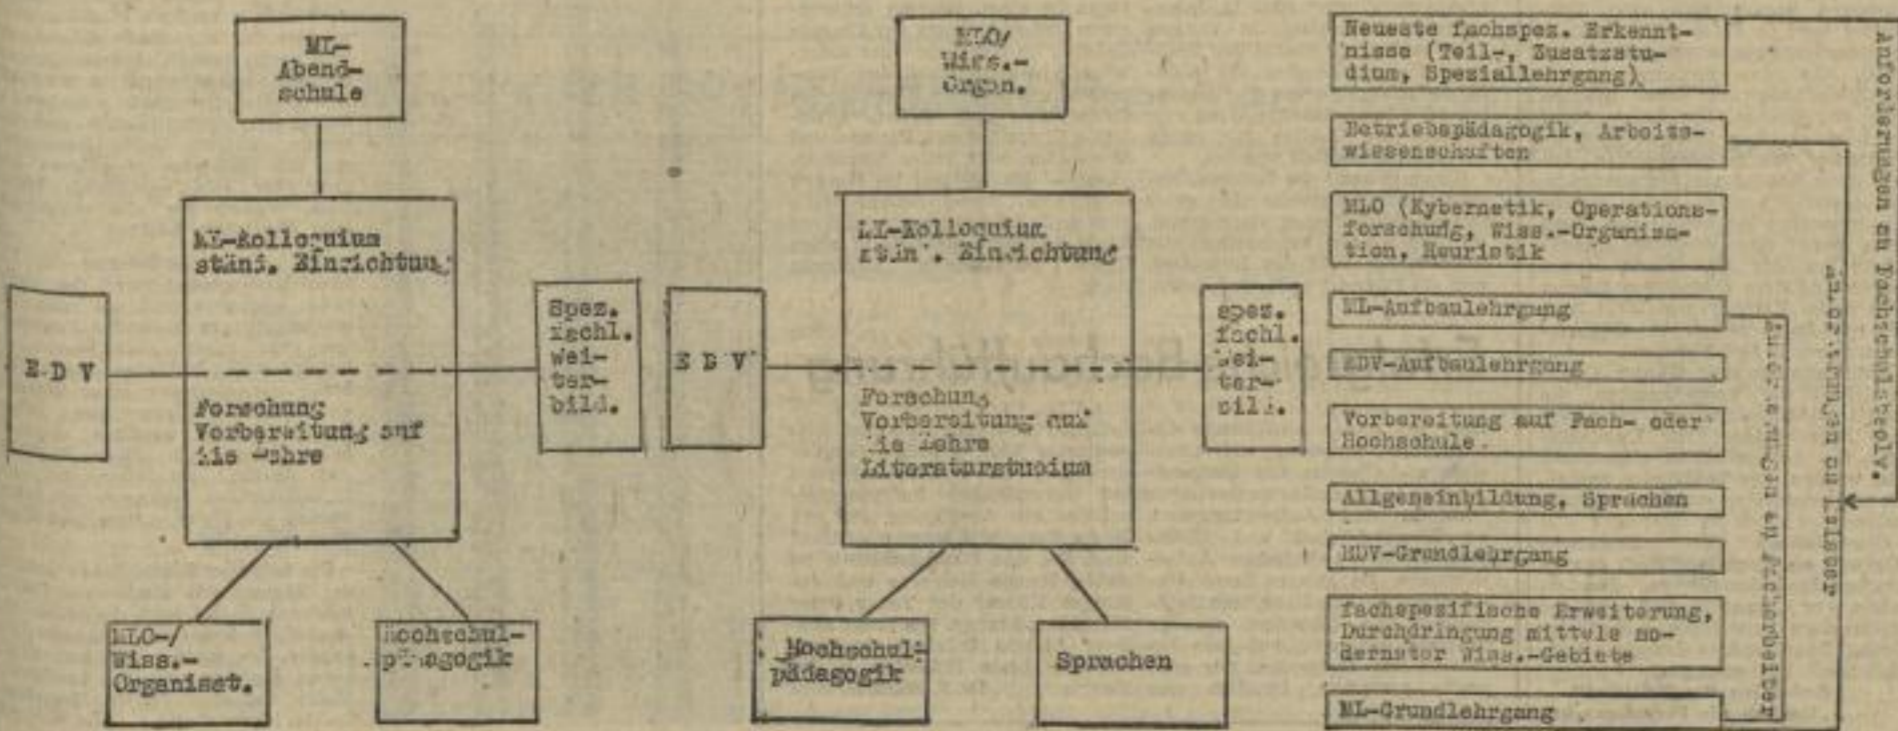 ML-
Abend-
schule
ML-Kolloquium
ständ. Einrichtung
Forschung
Vorbereitung auf
die Lehre
E D V
Spez.
fachl.
Wei-
ter-
bild.
MLO-/
Wiss.-
Organisat.
Hochschul-
pädagogik
MLO/
Wiss.-
Organ.
ML-Kolloquium
ständ. Einrichtung
Forschung
Vorbereitung auf
die Lehre
Literaturstudium
E D V
spez.
fachl.
Wei-
ter-
bild.
Hochschul-
pädagogik
Sprachen
Neueste fachspez. Erkennt-
nisse (Teil-, Zusatzstu-
dium, Speziallehrgang)
Betriebspädagogik, Arbeits-
wissenschaften
MLO (Kybernetik, Operations-
forschung, Wiss.-Organisa-
tion, Heuristik
ML-Aufbaulehrgang
EDV-Aufbaulehrgang
Vorbereitung auf Fach- oder
Hochschule
Allgemeinbildung, Sprachen
EDV-Grundlehrgang
fachspezifische Erweiterung,
Durchdringung mittels mo-
dernster Wiss.-Gebiete
ML-Grundlehrgang
Anforderungen an Facharbeiter
Anforderungen an Leiter
Anforderungen an Hochschulabsolv.